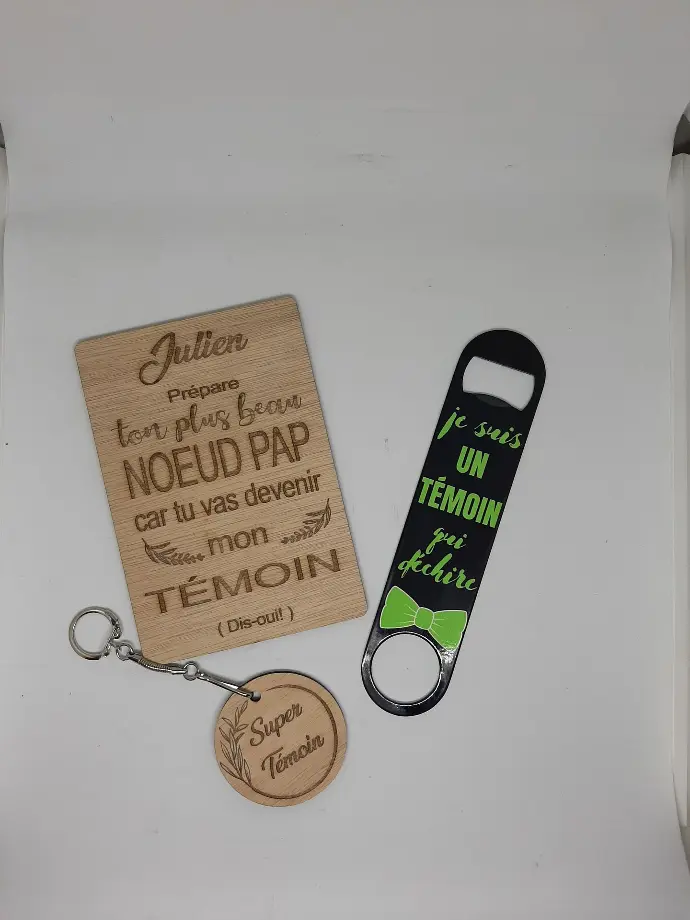 Julien
Prépare
ton plus beau
NOEUD PAP
car tu vas devenir
mon
TÉMOIN
( Dis-oui! )
Super
Témoin
je suis
UN
TÉMOIN
qui
déchire